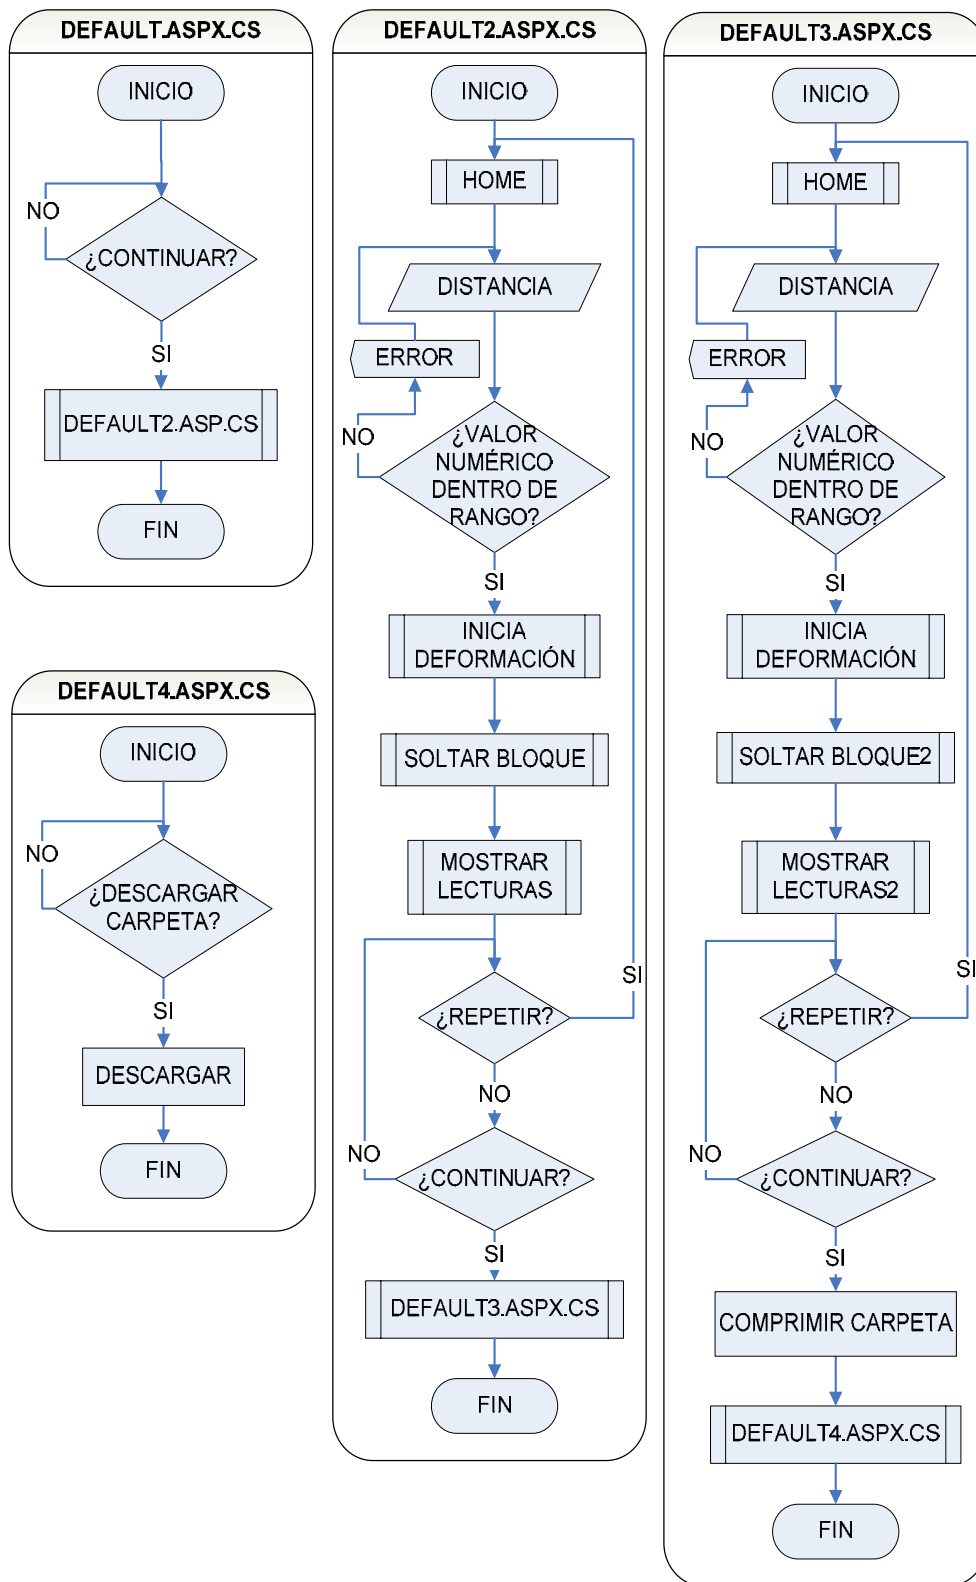 DEFAULT.ASPX.CS
INICIO
NO
¿CONTINUAR?
SI
DEFAULT2.ASP.CS
FIN
DEFAULT4.ASPX.CS
INICIO
NO
¿DESCARGAR
CARPETA?
SI
DESCARGAR
FIN
DEFAULT2.ASPX.CS
INICIO
HOME
DISTANCIA
ERROR
NO
¿VALOR
NUMÉRICO
DENTRO DE
RANGO?
SI
INICIA
DEFORMACIÓN
SOLTAR BLOQUE
MOSTRAR
LECTURAS
SI
¿REPETIR?
NO
NO
¿CONTINUAR?
SI
DEFAULT3.ASPX.CS
FIN
DEFAULT3.ASPX.CS
INICIO
HOME
DISTANCIA
ERROR
NO
¿VALOR
NUMÉRICO
DENTRO DE
RANGO?
SI
INICIA
DEFORMACIÓN
SOLTAR BLOQUE2
MOSTRAR
LECTURAS2
SI
¿REPETIR?
NO
NO
¿CONTINUAR?
SI
COMPRIMIR CARPETA
DEFAULT4.ASPX.CS
FIN